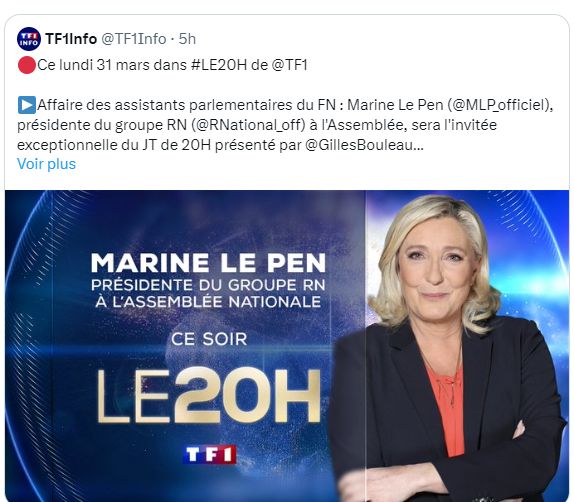 TF1 INFO
TF1Info @TF1Info · 5h
🔴Ce lundi 31 mars dans #LE20H de @TF1
▶️Affaire des assistants parlementaires du FN : Marine Le Pen (@MLP_officiel),
présidente du groupe RN (@RNational_off) à l'Assemblée, sera l'invitée
exceptionnelle du JT de 20H présenté par @GillesBouleau...
Voir plus
MARINE LE PEN
PRÉSIDENTE DU GROUPE RN
À L'ASSEMBLÉE NATIONALE
CE SOIR
LE20H
TF1